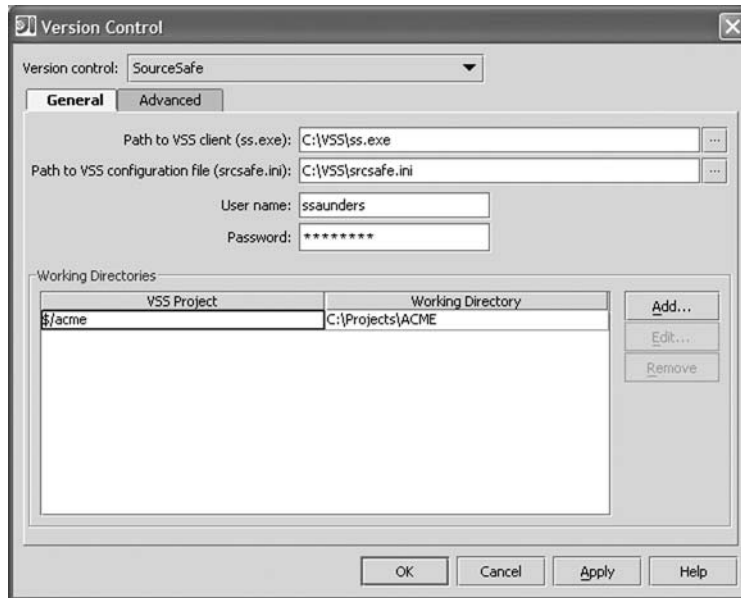 Version Control
Version control: SourceSafe
General Advanced
Path to VSS client (ss.exe): C:\VSS\ss.exe ...
Path to VSS configuration file (srcsafe.ini): C:\VSS\srcsafe.ini ...
User name: ssaunders
Password: ********
Working Directories
VSS Project Working Directory
$/acme C:\Projects\ACME
Add...
Edit...
Remove
OK Cancel Apply Help